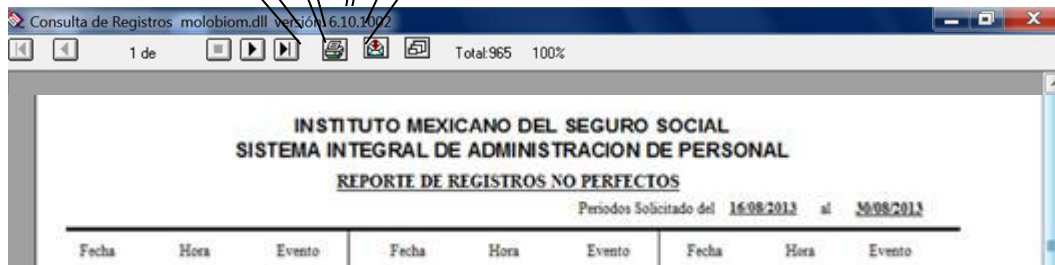 Consulta de Registros molobiom.dll versión 6.10.1002
1 de Total:965 100%
INSTITUTO MEXICANO DEL SEGURO SOCIAL
SISTEMA INTEGRAL DE ADMINISTRACION DE PERSONAL
REPORTE DE REGISTROS NO PERFECTOS
Periodos Solicitado del 16/08/2013 al 30/08/2013
Fecha Hora Evento Fecha Hora Evento Fecha Hora Evento